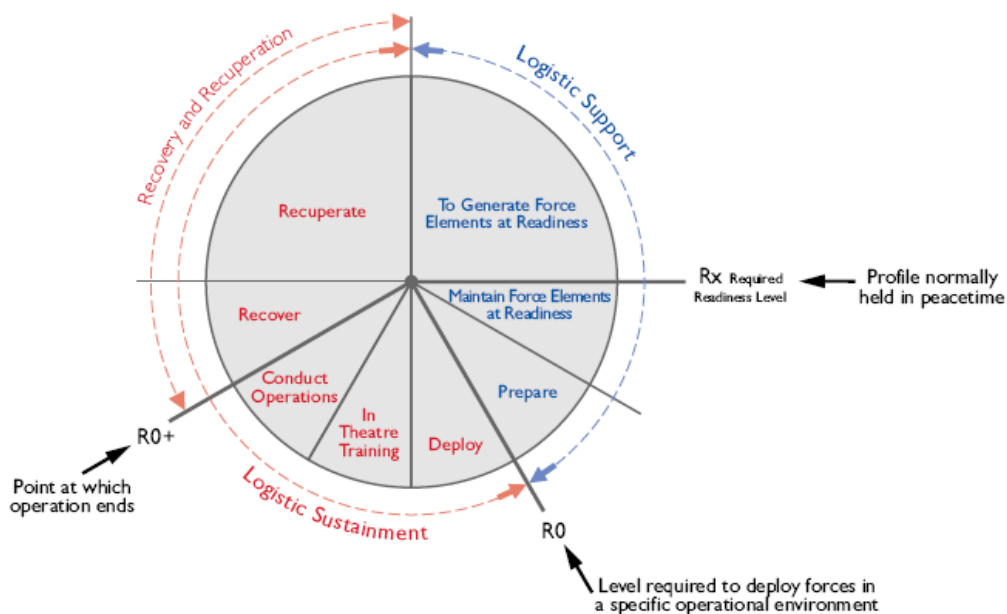 Recovery and Recuperation
Logistic Support
Recuperate
To Generate Force
Elements at Readiness
Rx Required
Readiness Level
Profile normally
held in peacetime
Maintain Force Elements
at Readiness
Recover
Prepare
Conduct
Operations
In
Theatre
Training
Deploy
R0+
Point at which
operation ends
Logistic Sustainment
R0
Level required to deploy forces in
a specific operational environment